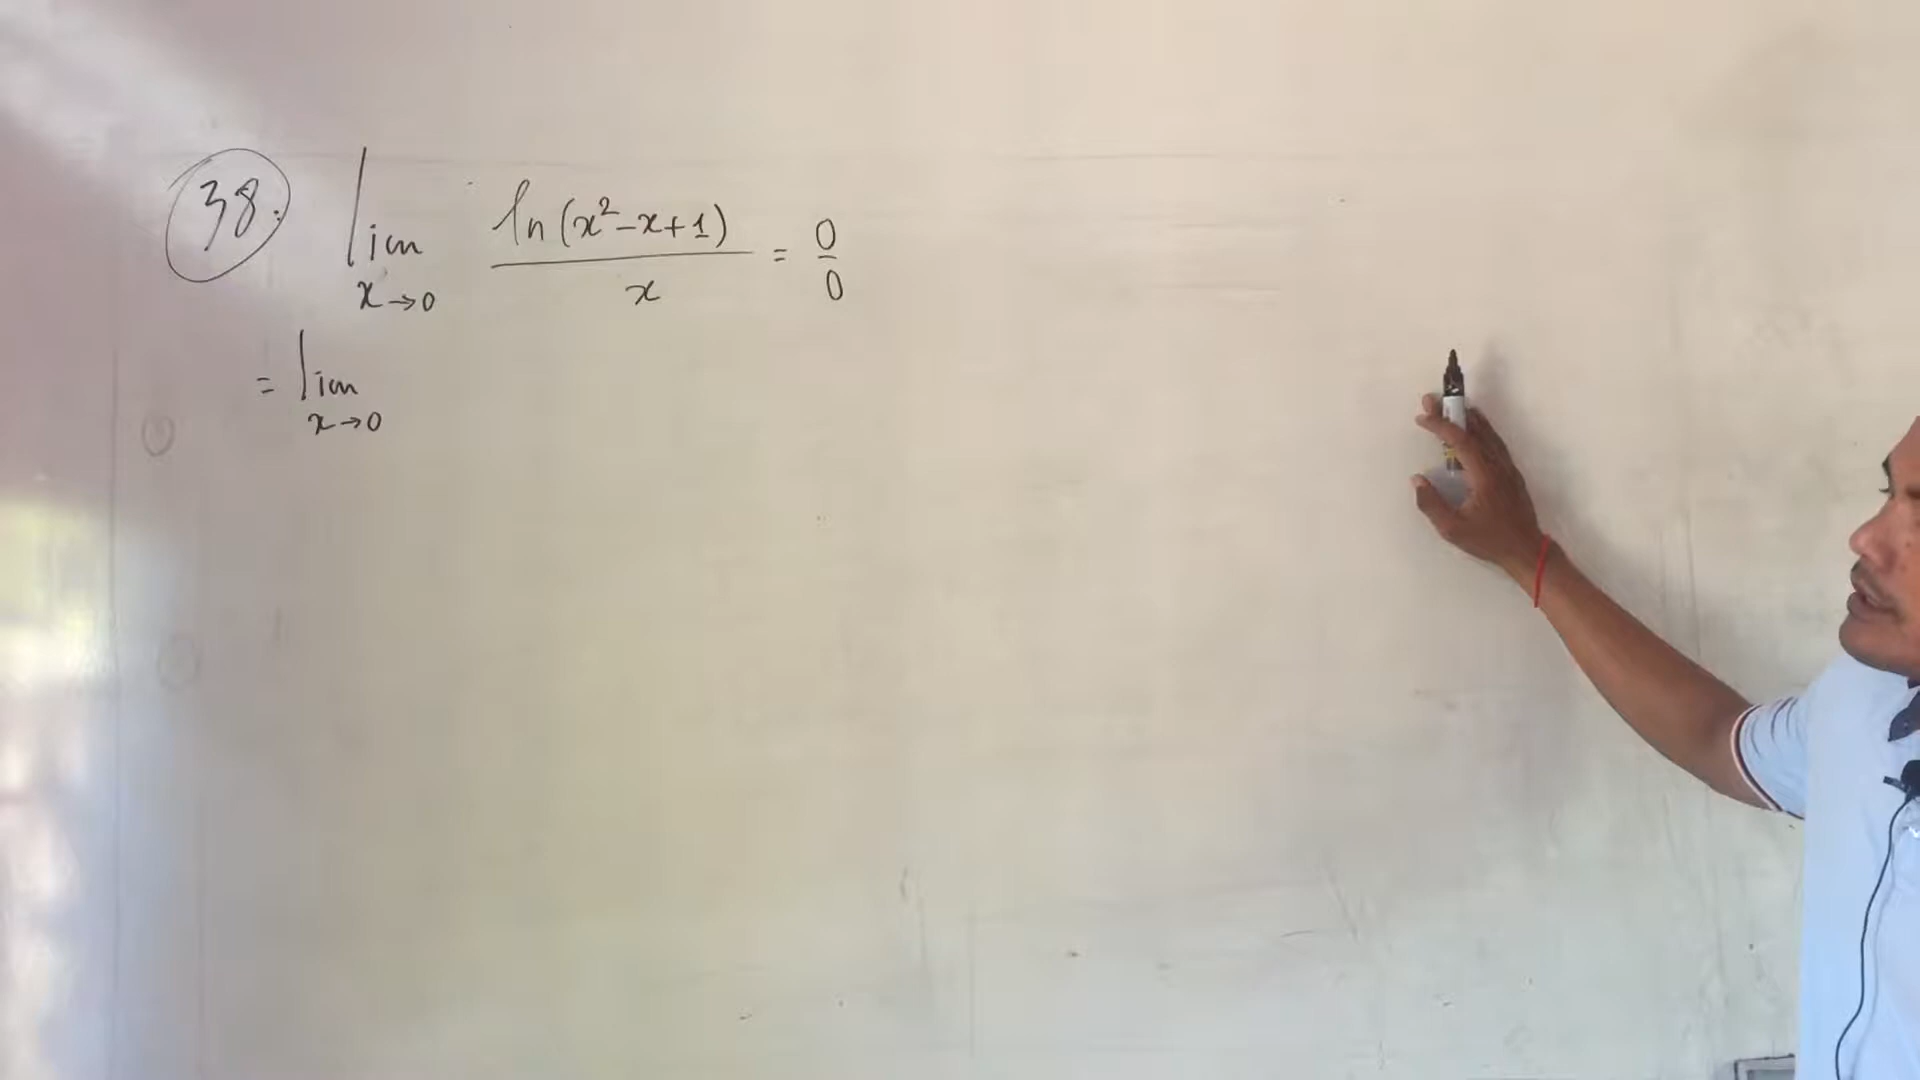 38. lim x→0 ln(x²-x+1)/x = 0/0
= lim x→0